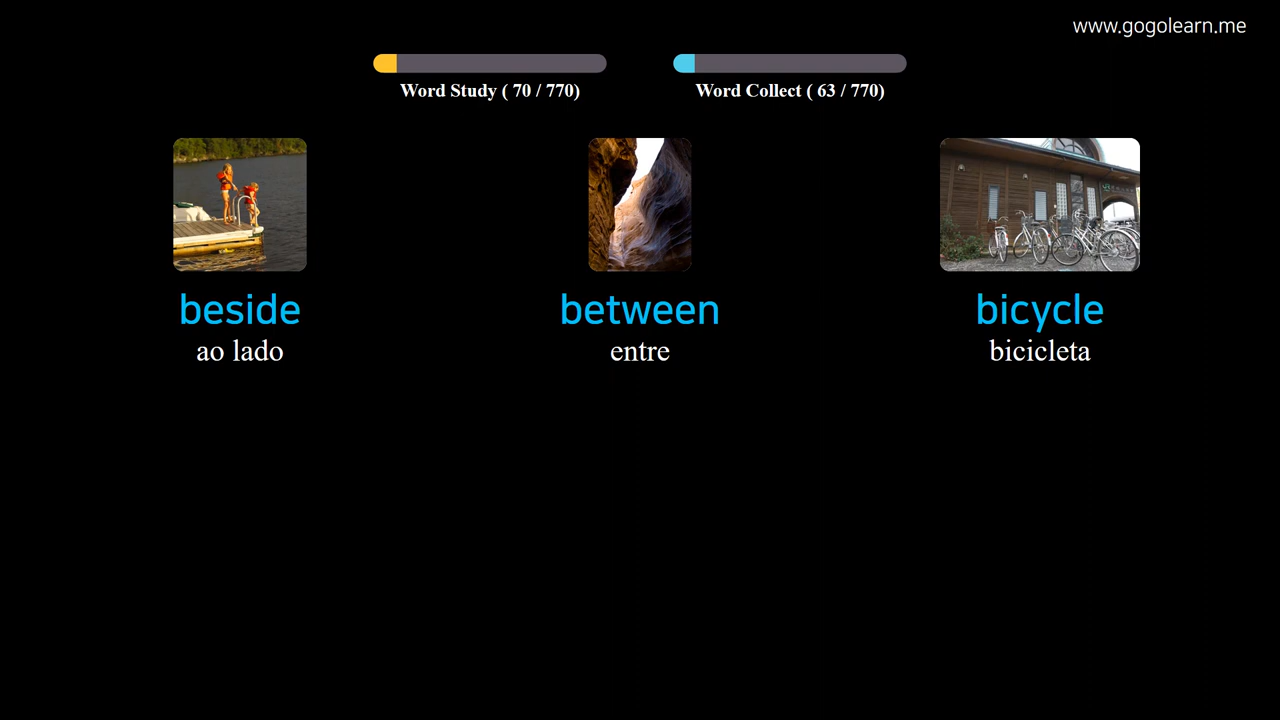 www.gogolearn.me
Word Study ( 70 / 770)
Word Collect ( 63 / 770)
beside
ao lado
between
entre
bicycle
bicicleta